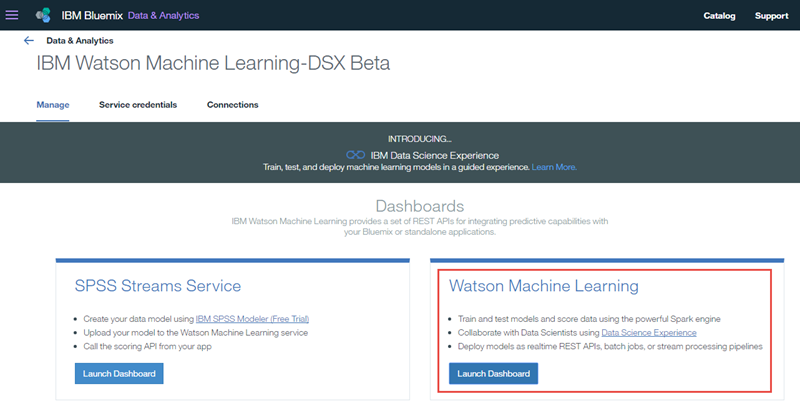 IBM Bluemix Data & Analytics
Catalog
Support
Data & Analytics
IBM Watson Machine Learning-DSX Beta
Manage
Service credentials
Connections
INTRODUCING...
IBM Data Science Experience
Train, test, and deploy machine learning models in a guided experience. Learn More.
Dashboards
IBM Watson Machine Learning provides a set of REST APIs for integrating predictive capabilities with
your Bluemix or standalone applications.
SPSS Streams Service
Create your data model using IBM SPSS Modeler (Free Trial)
Upload your model to the Watson Machine Learning service
Call the scoring API from your app
Launch Dashboard
Watson Machine Learning
Train and test models and score data using the powerful Spark engine
Collaborate with Data Scientists using Data Science Experience
Deploy models as realtime REST APIs, batch jobs, or stream processing pipelines
Launch Dashboard